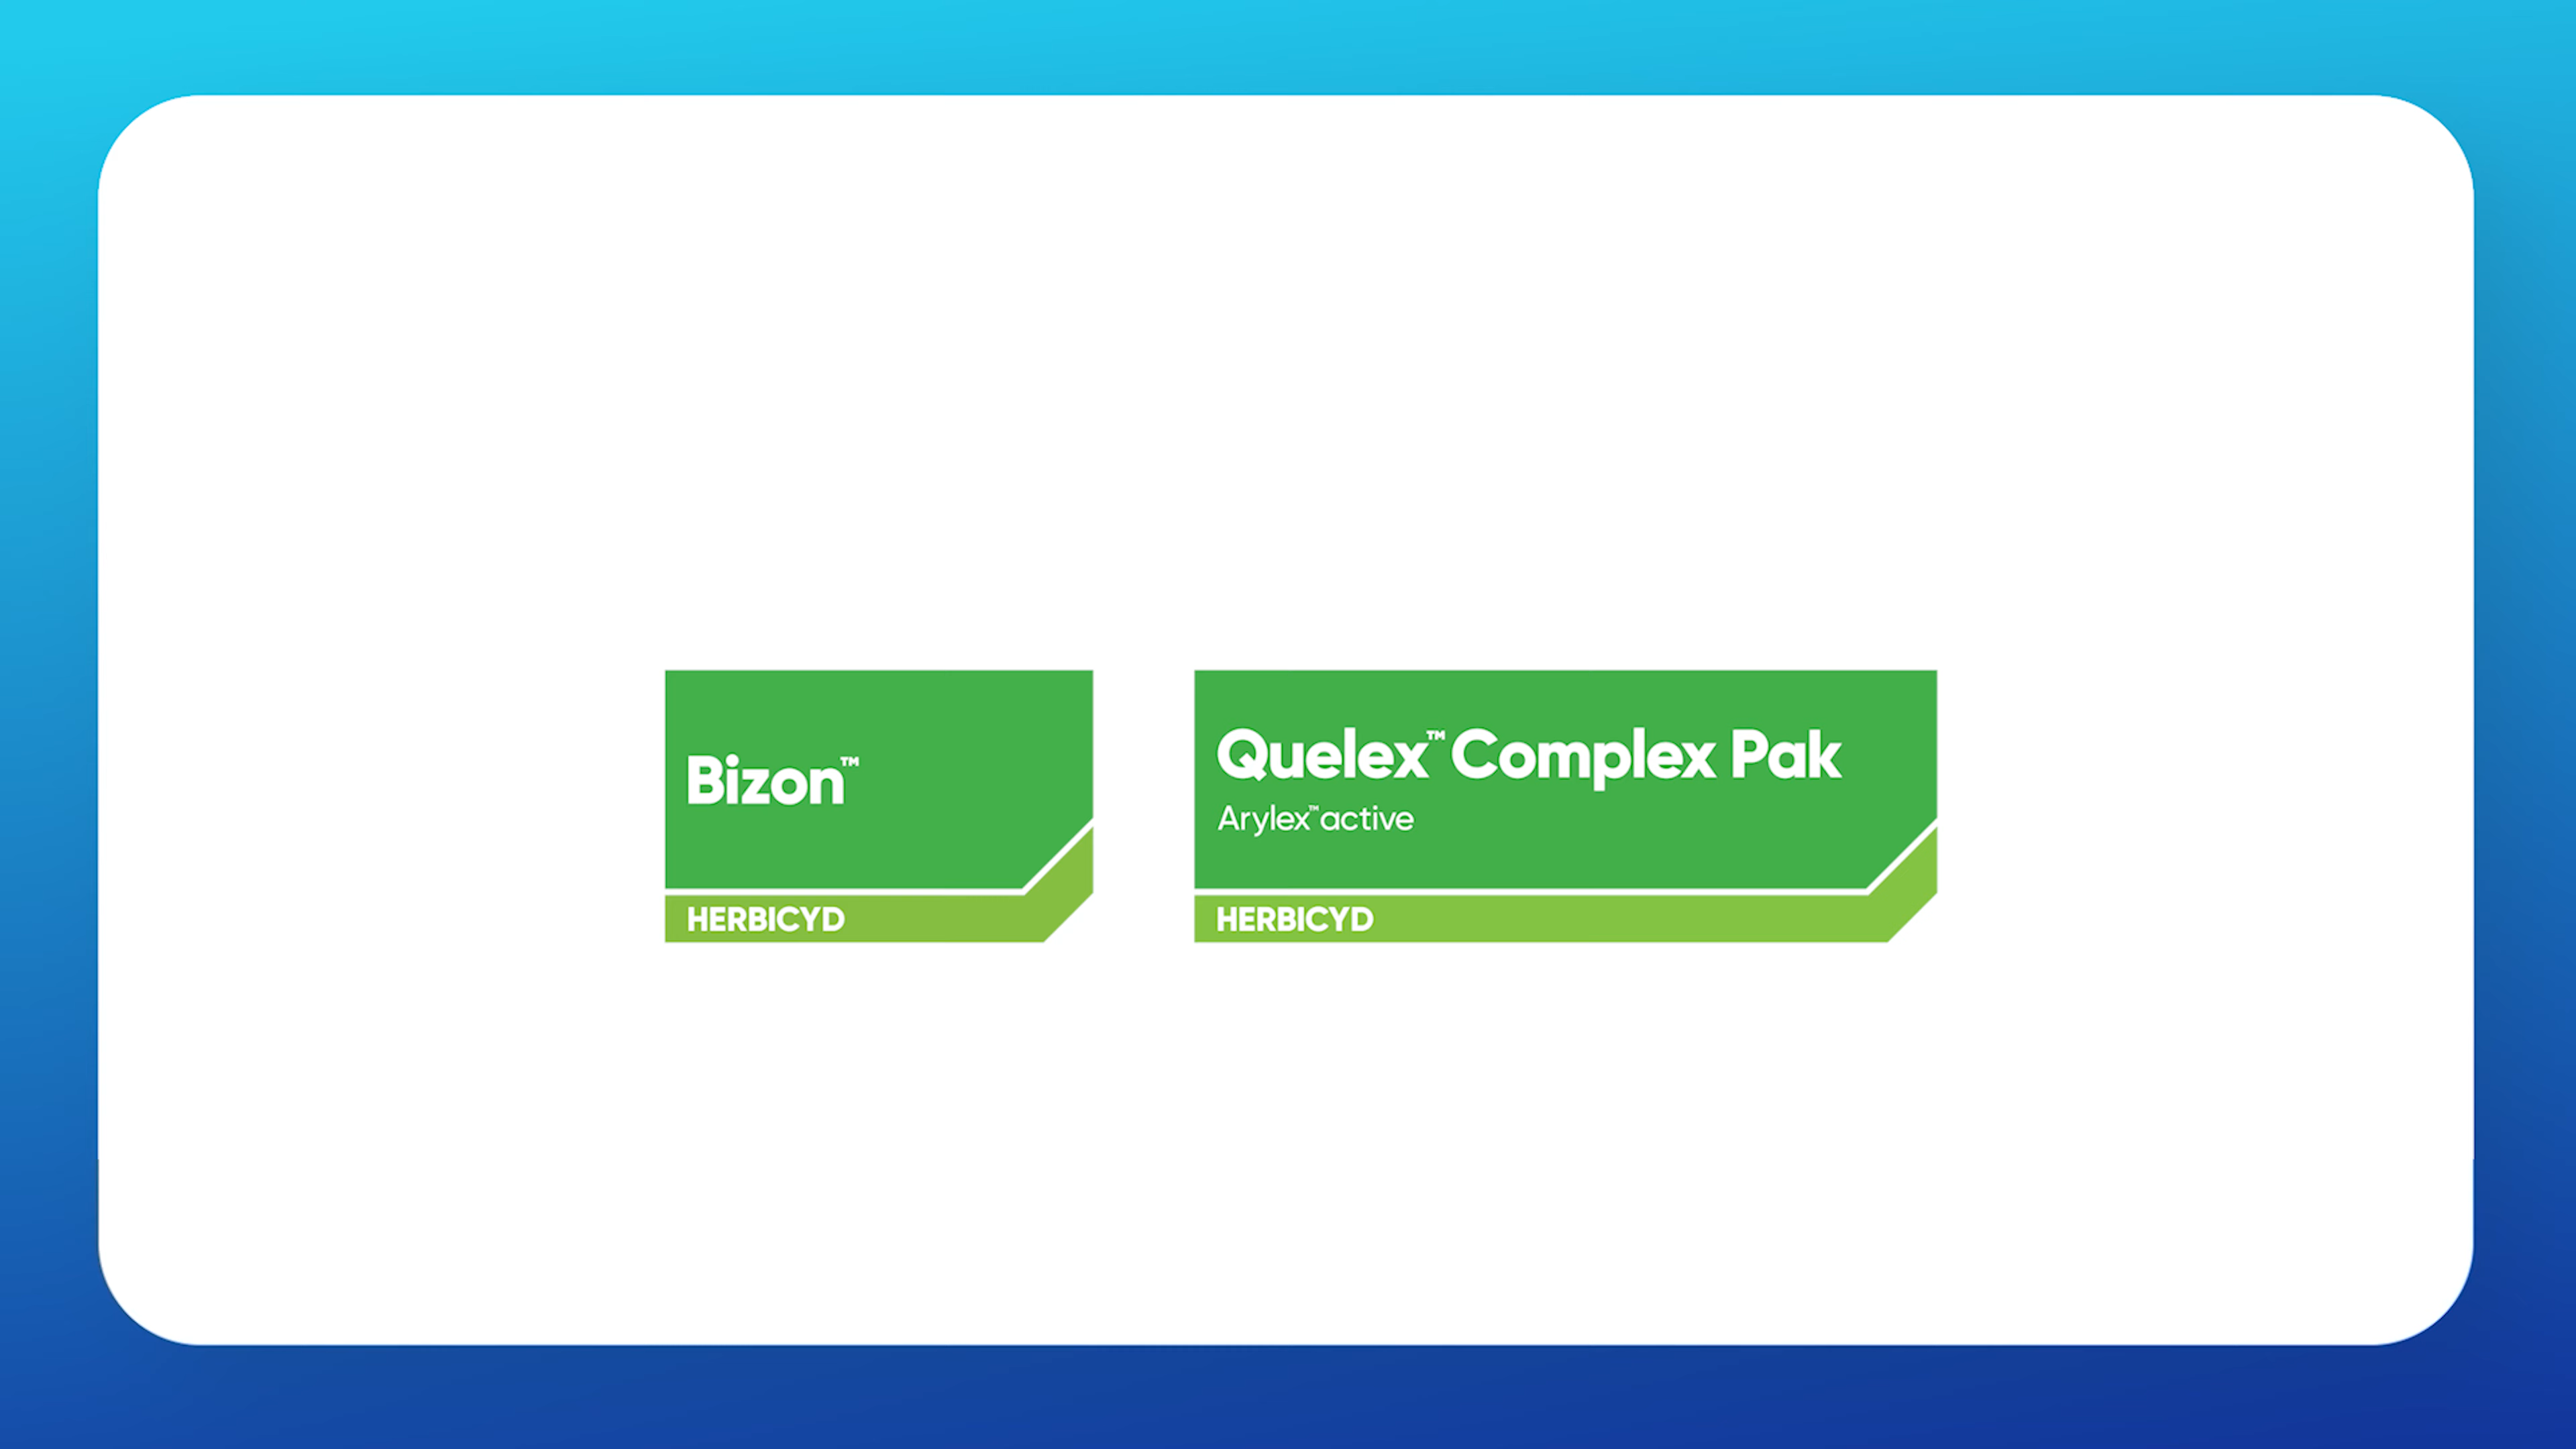 Bizon™
HERBICYD
Quelex™ Complex Pak
Arylex™ active
HERBICYD